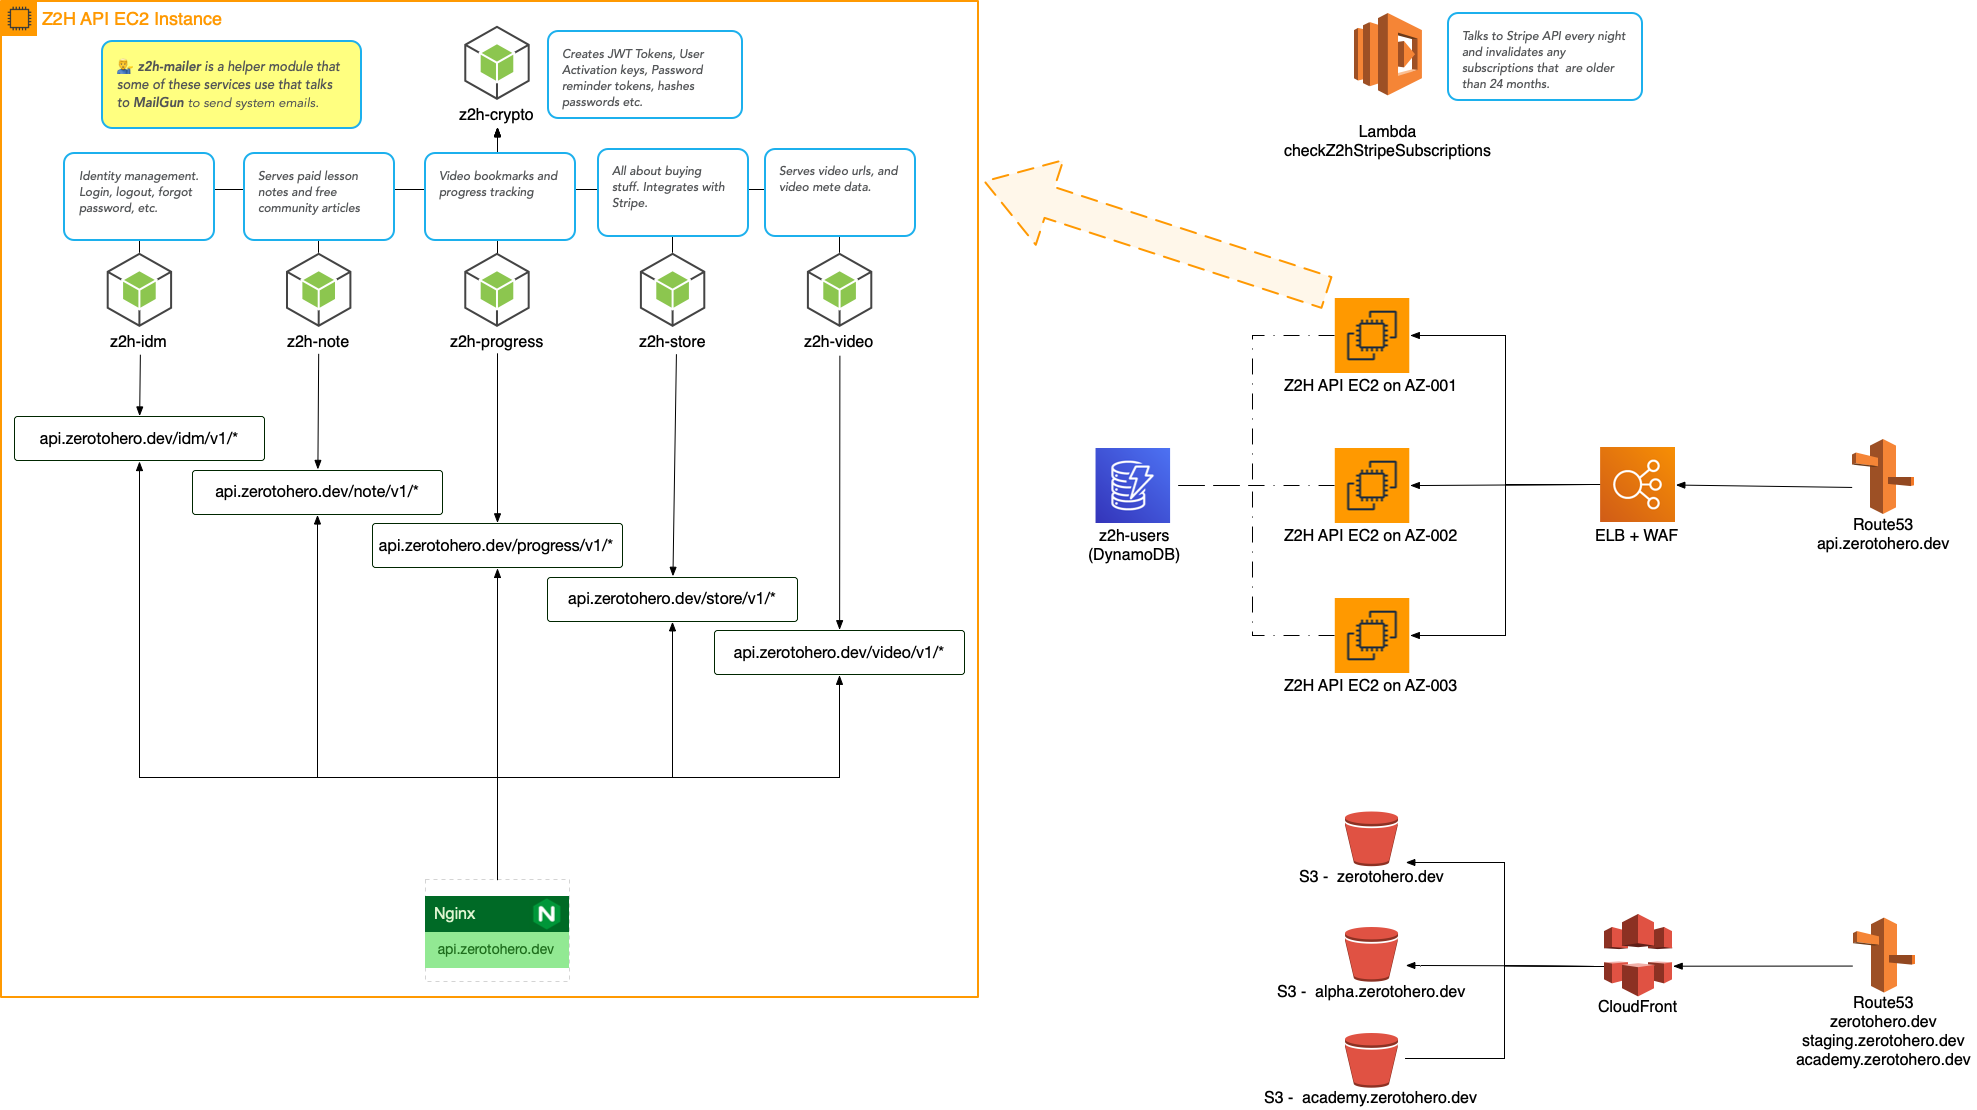 Z2H API EC2 Instance
z2h-mailer is a helper module that
some of these services use that talks
to MailGun to send system emails.
z2h-crypto
Creates JWT Tokens, User
Activation keys, Password
reminder tokens, hashes
passwords etc.
Identity management.
Login, logout, forgot
password, etc.
Serves paid lesson
notes and free
community articles
Video bookmarks and
progress tracking
All about buying
stuff. Integrates with
Stripe.
Serves video urls, and
video mete data.
z2h-idm
z2h-note
z2h-progress
z2h-store
z2h-video
api.zerotohero.dev/idm/v1/*
api.zerotohero.dev/note/v1/*
api.zerotohero.dev/progress/v1/*
api.zerotohero.dev/store/v1/*
api.zerotohero.dev/video/v1/*
Nginx
N
api.zerotohero.dev
Lambda
checkZ2hStripeSubscriptions
Talks to Stripe API every night
and invalidates any
subscriptions that are older
than 24 months.
Z2H API EC2 on AZ-001
z2h-users
(DynamoDB)
Z2H API EC2 on AZ-002
ELB + WAF
Route53
api.zerotohero.dev
Z2H API EC2 on AZ-003
S3 - zerotohero.dev
S3 - alpha.zerotohero.dev
S3 - academy.zerotohero.dev
CloudFront
Route53
zerotohero.dev
staging.zerotohero.dev
academy.zerotohero.dev